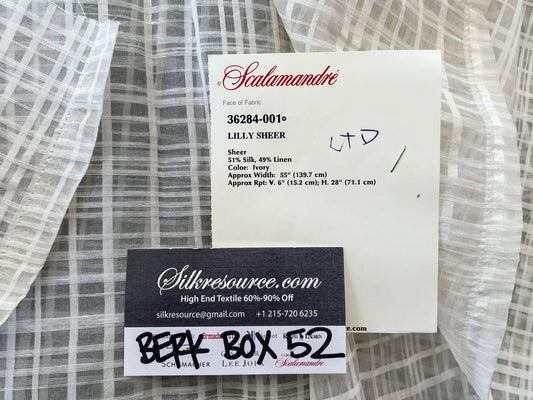 ©Scalamandré
Face of Fabric
36284-001©
LILLY SHEER
LTD
Sheer
51% Silk, 49% Linen
Color: Ivory
Approx Width: 55" (139.7 cm)
Approx Rpt: V. 6" (15.2 cm); H. 28" (71.1 cm)
Silkresource.com
High End Textile 60%-90% Off
silkresource@gmail.com +1 215-720 6235
BERK BOX 52
SCHUMACHER LEE JOFA SCALAMANDRÉ